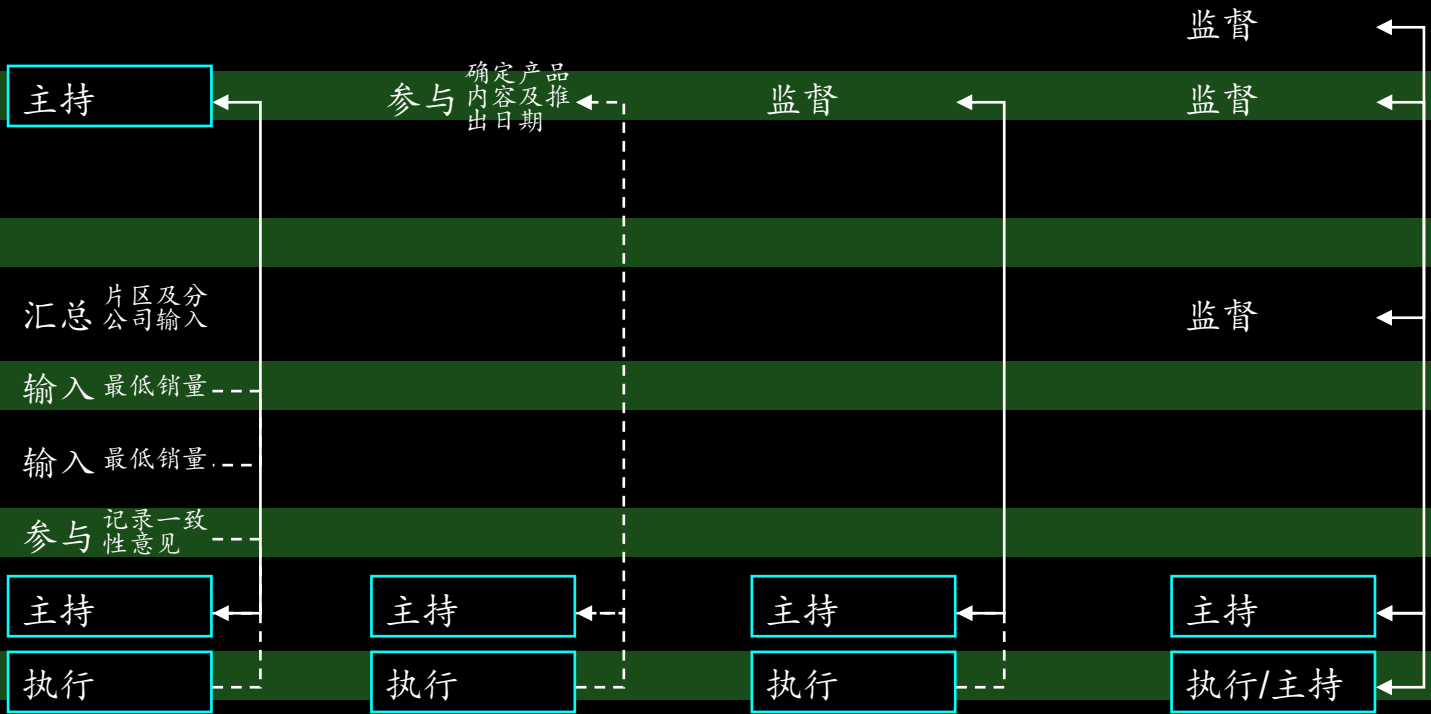 监督
主持
参与
确定产品
内容及推
出日期
监督
监督
汇总
片区及分
公司输入
监督
输入 最低销量
输入 最低销量
参与
记录一致
性意见
主持 主持 主持 主持
执行 执行 执行 执行/主持